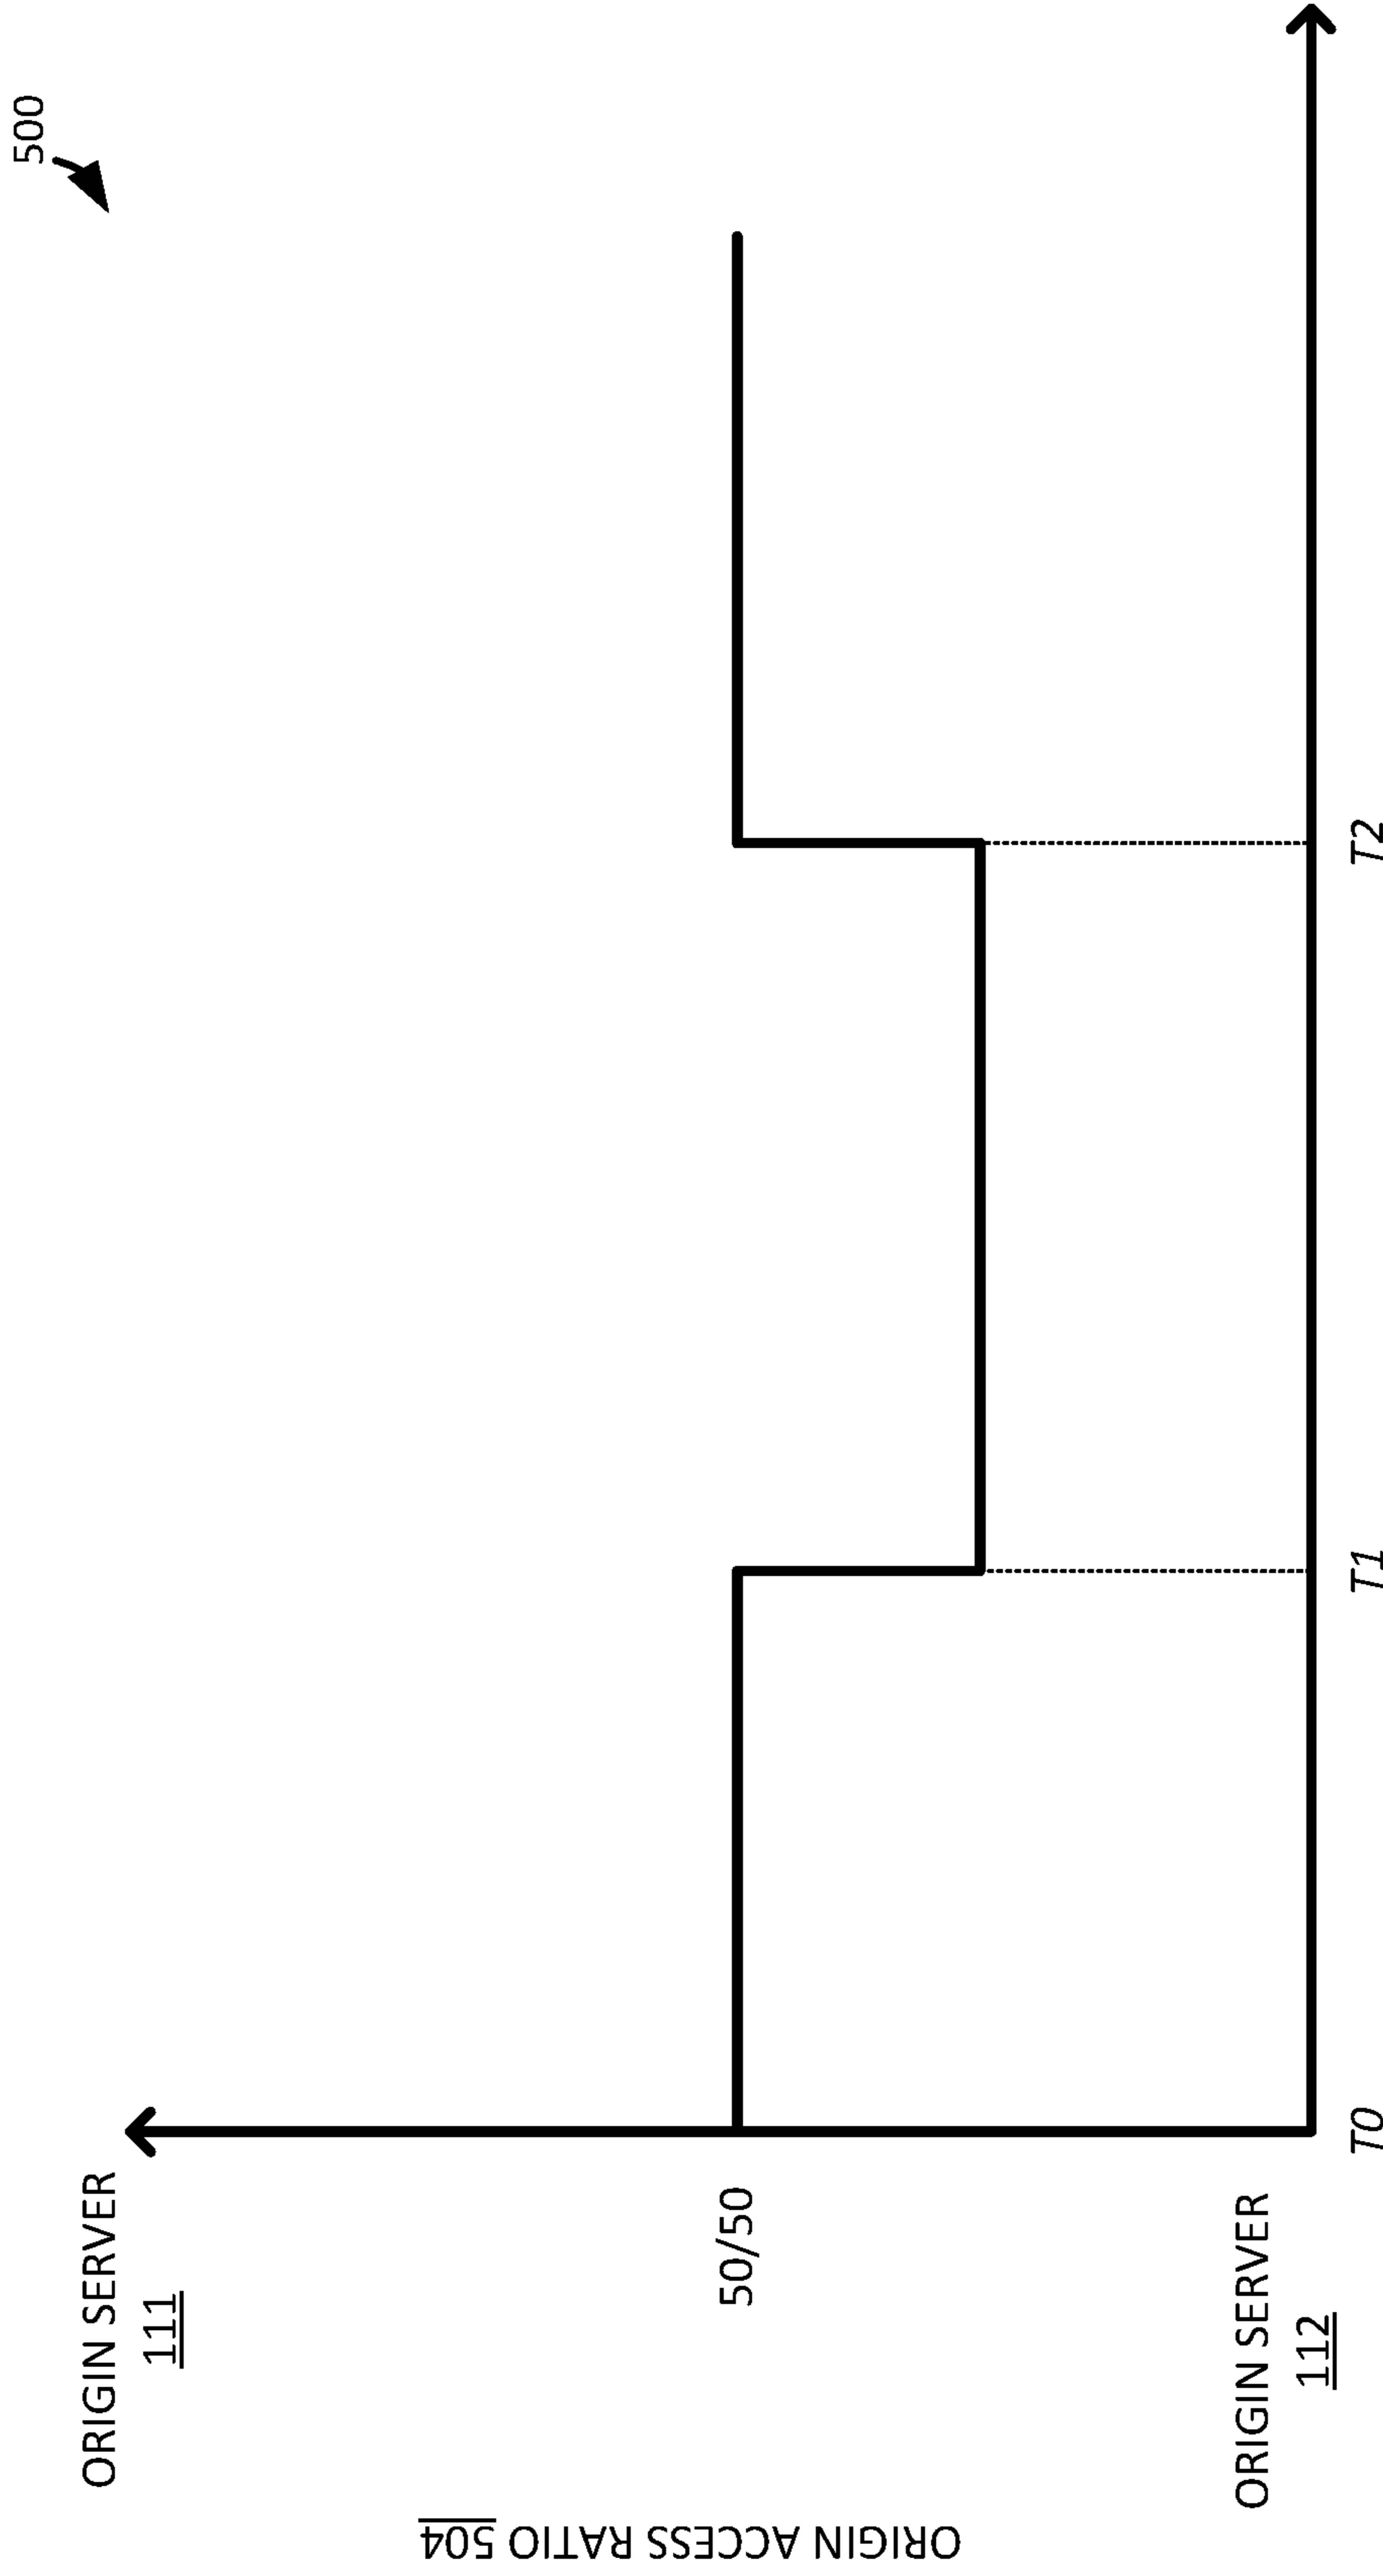 500
ORIGIN SERVER
111
50/50
ORIGIN SERVER
112
ORIGIN ACCESS RATIO 504
T0
T1
T2